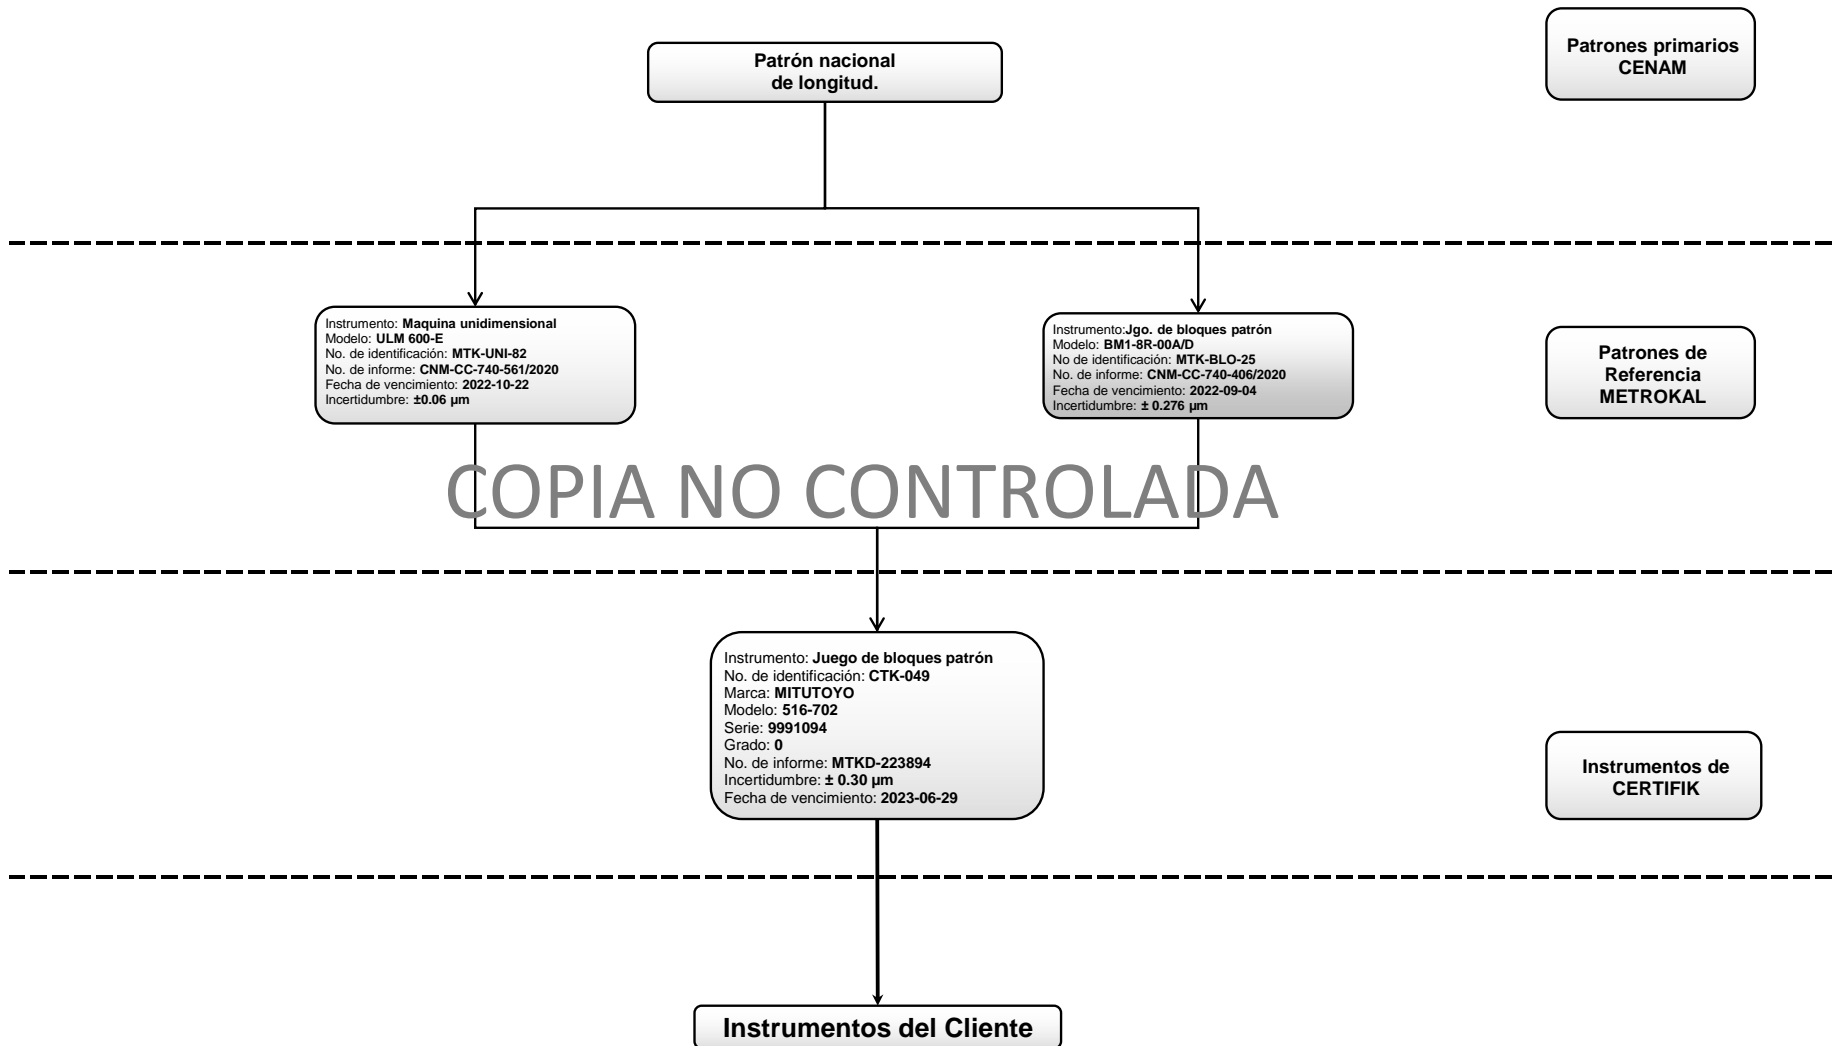 Patrones primarios
CENAM
Patrón nacional
de longitud.
Instrumento: Maquina unidimensional
Modelo: ULM 600-E
No. de identificación: MTK-UNI-82
No. de informe: CNM-CC-740-561/2020
Fecha de vencimiento: 2022-10-22
Incertidumbre: ±0.06 µm
Instrumento:Jgo. de bloques patrón
Modelo: BM1-8R-00A/D
No de identificación: MTK-BLO-25
No. de informe: CNM-CC-740-406/2020
Fecha de vencimiento: 2022-09-04
Incertidumbre: ± 0.276 µm
Patrones de
Referencia
METROKAL
COPIA NO CONTROLADA
Instrumento: Juego de bloques patrón
No. de identificación: CTK-049
Marca: MITUTOYO
Modelo: 516-702
Serie: 9991094
Grado: 0
No. de informe: MTKD-223894
Incertidumbre: ± 0.30 µm
Fecha de vencimiento: 2023-06-29
Instrumentos de
CERTIFIK
Instrumentos del Cliente